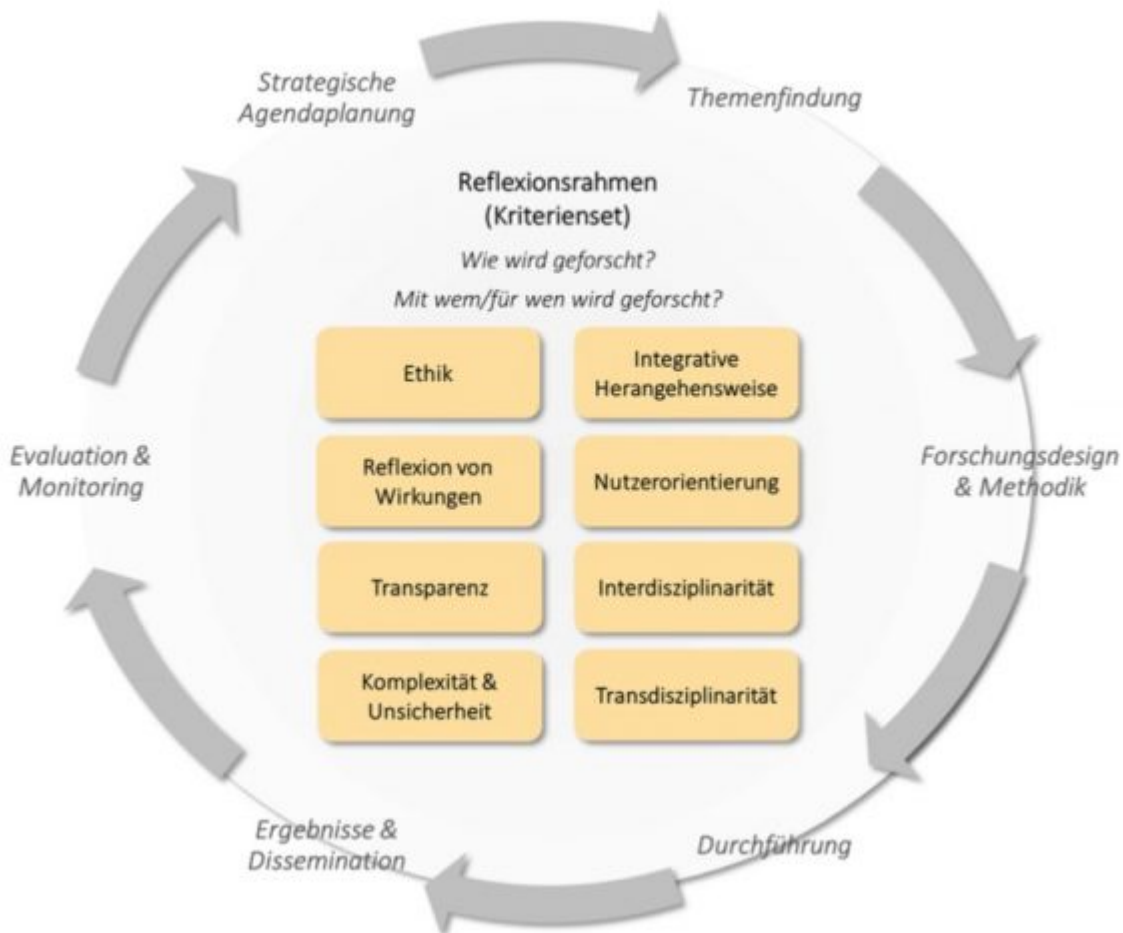 Strategische
Agendaplanung
Themenfindung
Reflexionsrahmen
(Kriterienset)
Wie wird geforscht?
Mit wem/für wen wird geforscht?
Ethik
Integrative
Herangehensweise
Reflexion von
Wirkungen
Nutzerorientierung
Transparenz
Interdisziplinarität
Komplexität &
Unsicherheit
Transdisziplinarität
Evaluation &
Monitoring
Forschungsdesign
& Methodik
Ergebnisse &
Dissemination
Durchführung